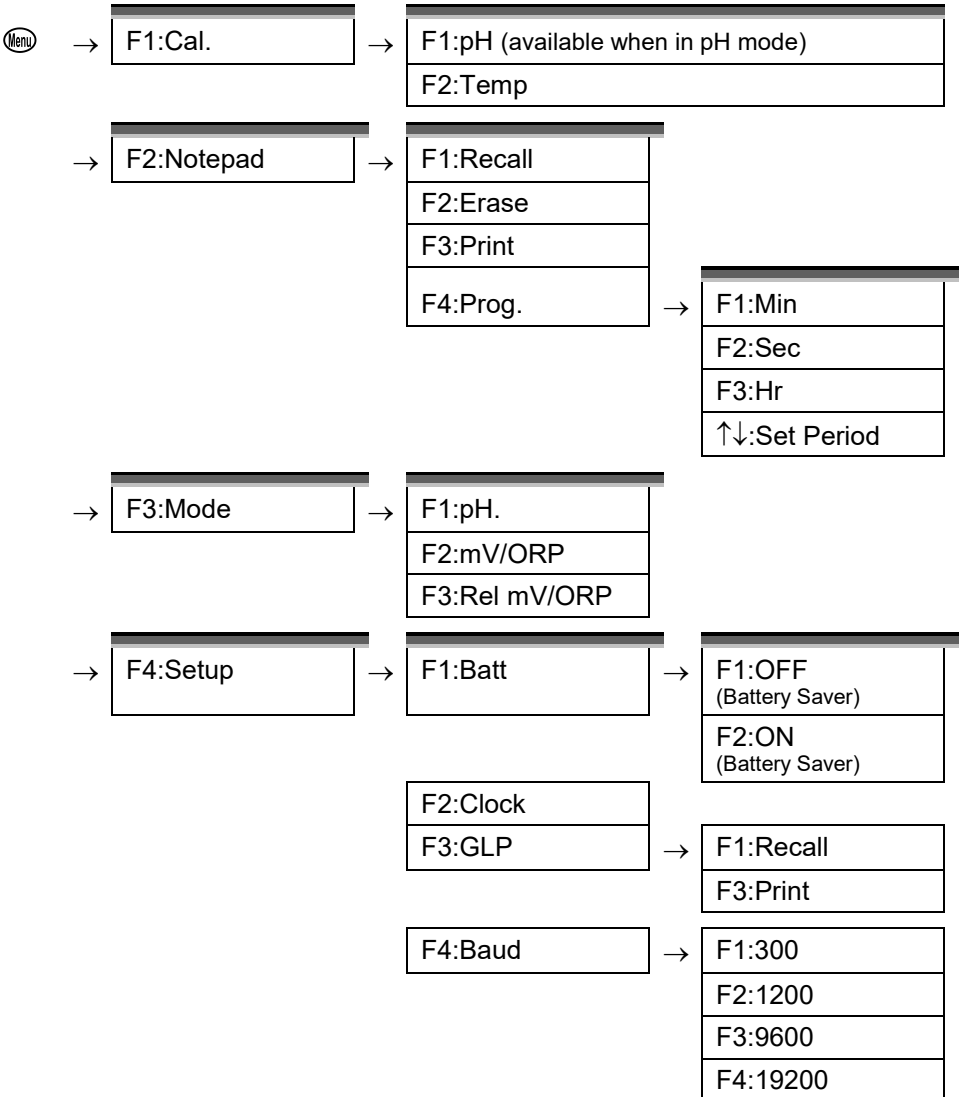 Menu
→ F1:Cal. → F1:pH (available when in pH mode)
F2:Temp
→ F2:Notepad → F1:Recall
F2:Erase
F3:Print
F4:Prog. → F1:Min
F2:Sec
F3:Hr
↑↓:Set Period
→ F3:Mode → F1:pH.
F2:mV/ORP
F3:Rel mV/ORP
→ F4:Setup → F1:Batt → F1:OFF
(Battery Saver)
F2:ON
(Battery Saver)
F2:Clock
F3:GLP → F1:Recall
F3:Print
F4:Baud → F1:300
F2:1200
F3:9600
F4:19200